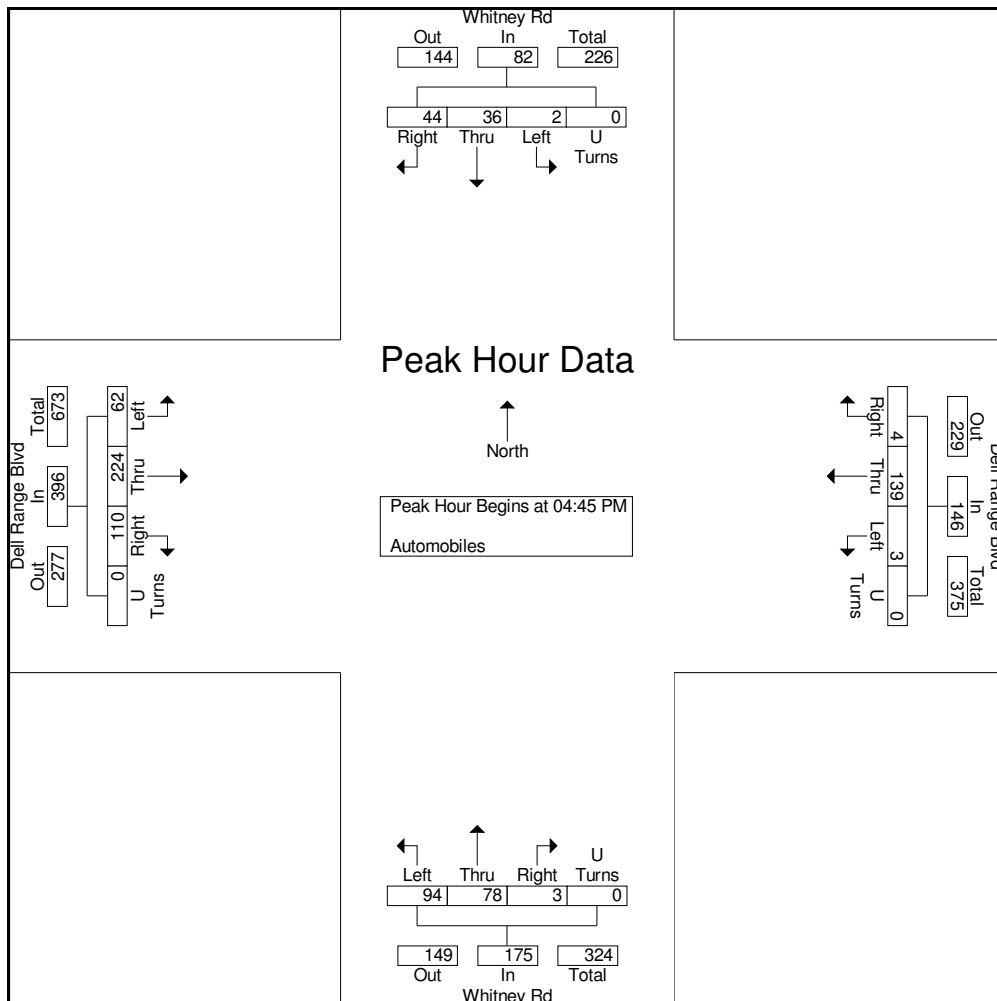 Whitney Rd
Out In Total
144 82 226
44 36 2 0
Right Thru Left U
Turns
Peak Hour Data
North
Peak Hour Begins at 04:45 PM
Automobiles
Dell Range Blvd
Total In Out
673 396 277
62 224 110 0
Left Thru Right U
Turns
Dell Range Blvd
Out In Total
229 146 375
4 139 3 0
Right Thru Left U
Turns
U
Left Thru Right Turns
94 78 3 0
149 175 324
Out In Total
Whitney Rd